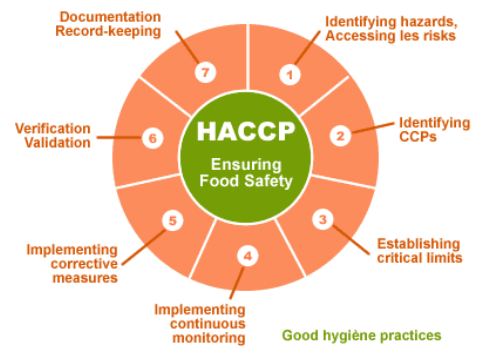 Documentation
Record-keeping
Identifying hazards,
Accessing les risks
7
1
Verification
Validation
6
HACCP
Ensuring
Food Safety
2
Identifying
CCPs
5
3
Implementing
corrective
measures
4
Establishing
critical limits
Implementing
continuous
monitoring
Good hygiène practices